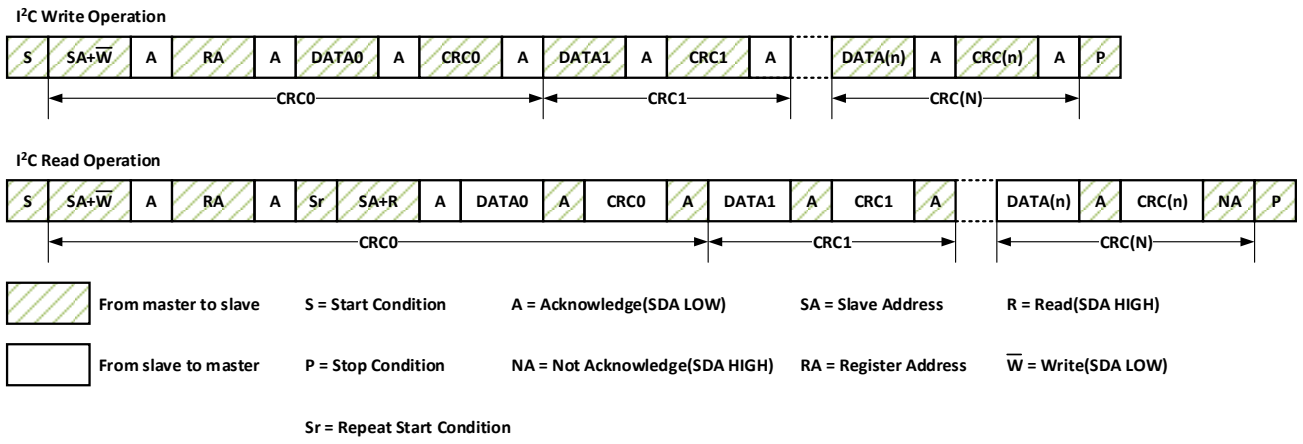 I²C Write Operation
S SA+W̅ A RA A DATA0 A CRC0 A DATA1 A CRC1 A DATA(n) A CRC(n) A P
CRC0 CRC1 CRC(N)
I²C Read Operation
S SA+W̅ A RA A Sr SA+R A DATA0 A CRC0 A DATA1 A CRC1 A DATA(n) A CRC(n) NA P
CRC0 CRC1 CRC(N)
From master to slave S = Start Condition A = Acknowledge(SDA LOW) SA = Slave Address R = Read(SDA HIGH)
From slave to master P = Stop Condition NA = Not Acknowledge(SDA HIGH) RA = Register Address W̅ = Write(SDA LOW)
Sr = Repeat Start Condition